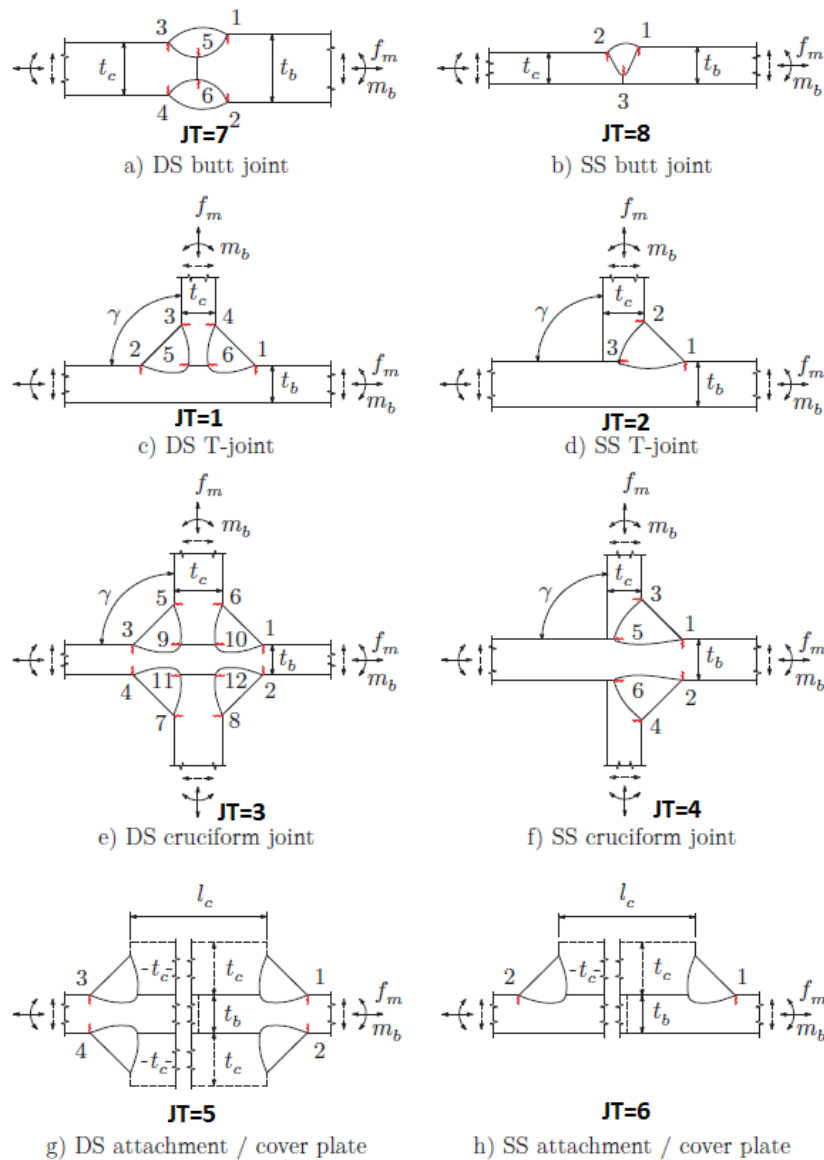 3 1 2 1
5 f_m f_m
t_c t_b t_c t_b
6 m_b m_b
4 2 3
JT=7 JT=8
a) DS butt joint b) SS butt joint
f_m f_m
m_b m_b
t_c t_c
γ 3 4 γ 2
2 5 6 1 3 1
t_b f_m t_b f_m
m_b m_b
JT=1 JT=2
c) DS T-joint d) SS T-joint
f_m f_m
m_b m_b
t_c t_c
γ 5 6 γ 3
3 9 10 1 5 1
t_b f_m t_b f_m
m_b m_b
4 11 12 2 6 2
7 8 4
JT=3 JT=4
e) DS cruciform joint f) SS cruciform joint
l_c l_c
3 -t_c- t_c 1 2 -t_c- t_c 1
t_b f_m t_b f_m
m_b m_b
4 -t_c- t_c 2
JT=5 JT=6
g) DS attachment / cover plate h) SS attachment / cover plate